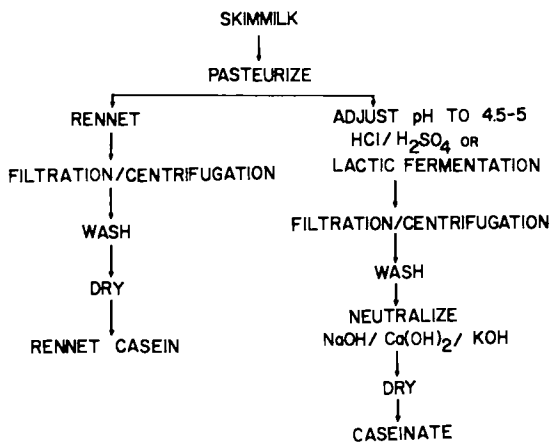 SKIMMILK
PASTEURIZE
RENNET
FILTRATION/CENTRIFUGATION
WASH
DRY
RENNET CASEIN
ADJUST pH TO 4.5-5
HCl/H₂SO₄ OR
LACTIC FERMENTATION
FILTRATION/CENTRIFUGATION
WASH
NEUTRALIZE
NaOH/ Ca(OH)₂/ KOH
DRY
CASEINATE